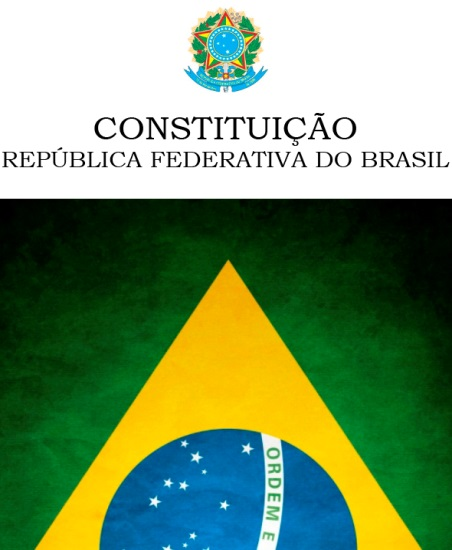 CONSTITUIÇÃO
REPÚBLICA FEDERATIVA DO BRASIL
ORDEM E